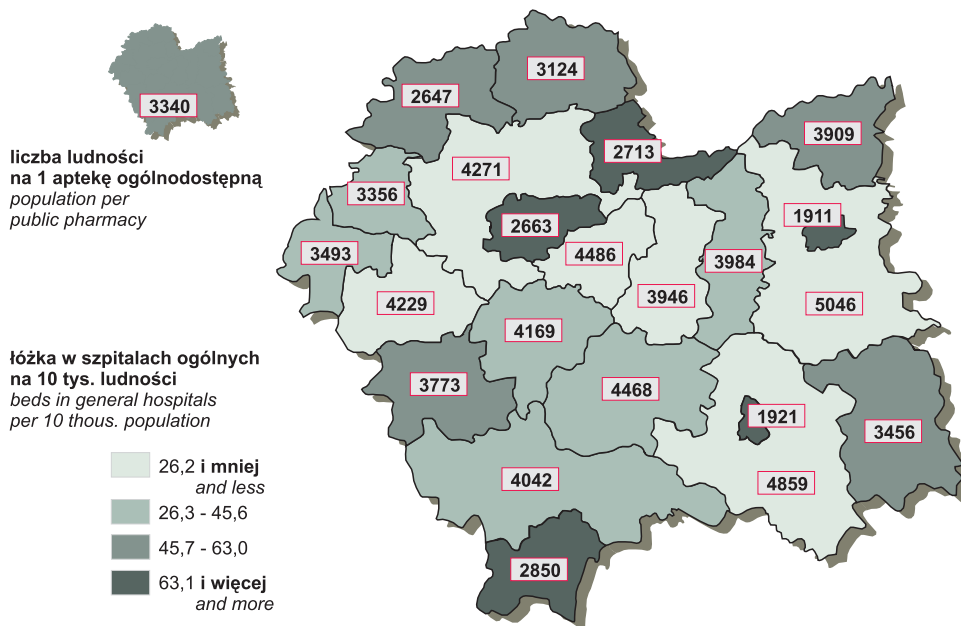 3340
liczba ludności
na 1 aptekę ogólnodostępną
population per
public pharmacy
łóżka w szpitalach ogólnych
na 10 tys. ludności
beds in general hospitals
per 10 thous. population
26,2 i mniej
and less
26,3 - 45,6
45,7 - 63,0
63,1 i więcej
and more
3124
2647
3909
2713
4271
3356
1911
2663
3493
4486
3984
4229
3946
5046
4169
3773
4468
1921
3456
4042
4859
2850